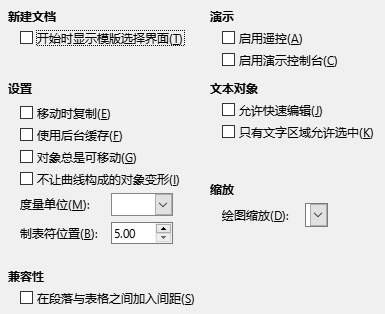 新建文档
开始时显示模版选择界面(T)
设置
移动时复制(E)
使用后台缓存(F)
对象总是可移动(G)
不让曲线构成的对象变形(I)
度量单位(M):
制表符位置(B): 5.00
兼容性
在段落与表格之间加入间距(S)
演示
启用遥控(A)
启用演示控制台(C)
文本对象
允许快速编辑(J)
只有文字区域允许选中(K)
缩放
绘图缩放(D):